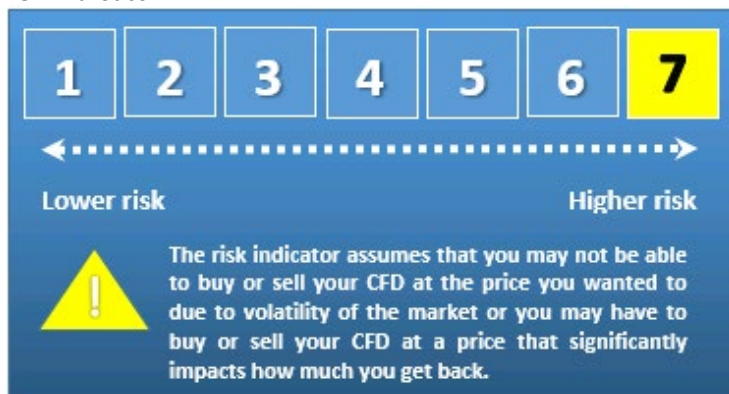 1 2 3 4 5 6 7
Lower risk Higher risk
!
The risk indicator assumes that you may not be able
to buy or sell your CFD at the price you wanted to
due to volatility of the market or you may have to
buy or sell your CFD at a price that significantly
impacts how much you get back.